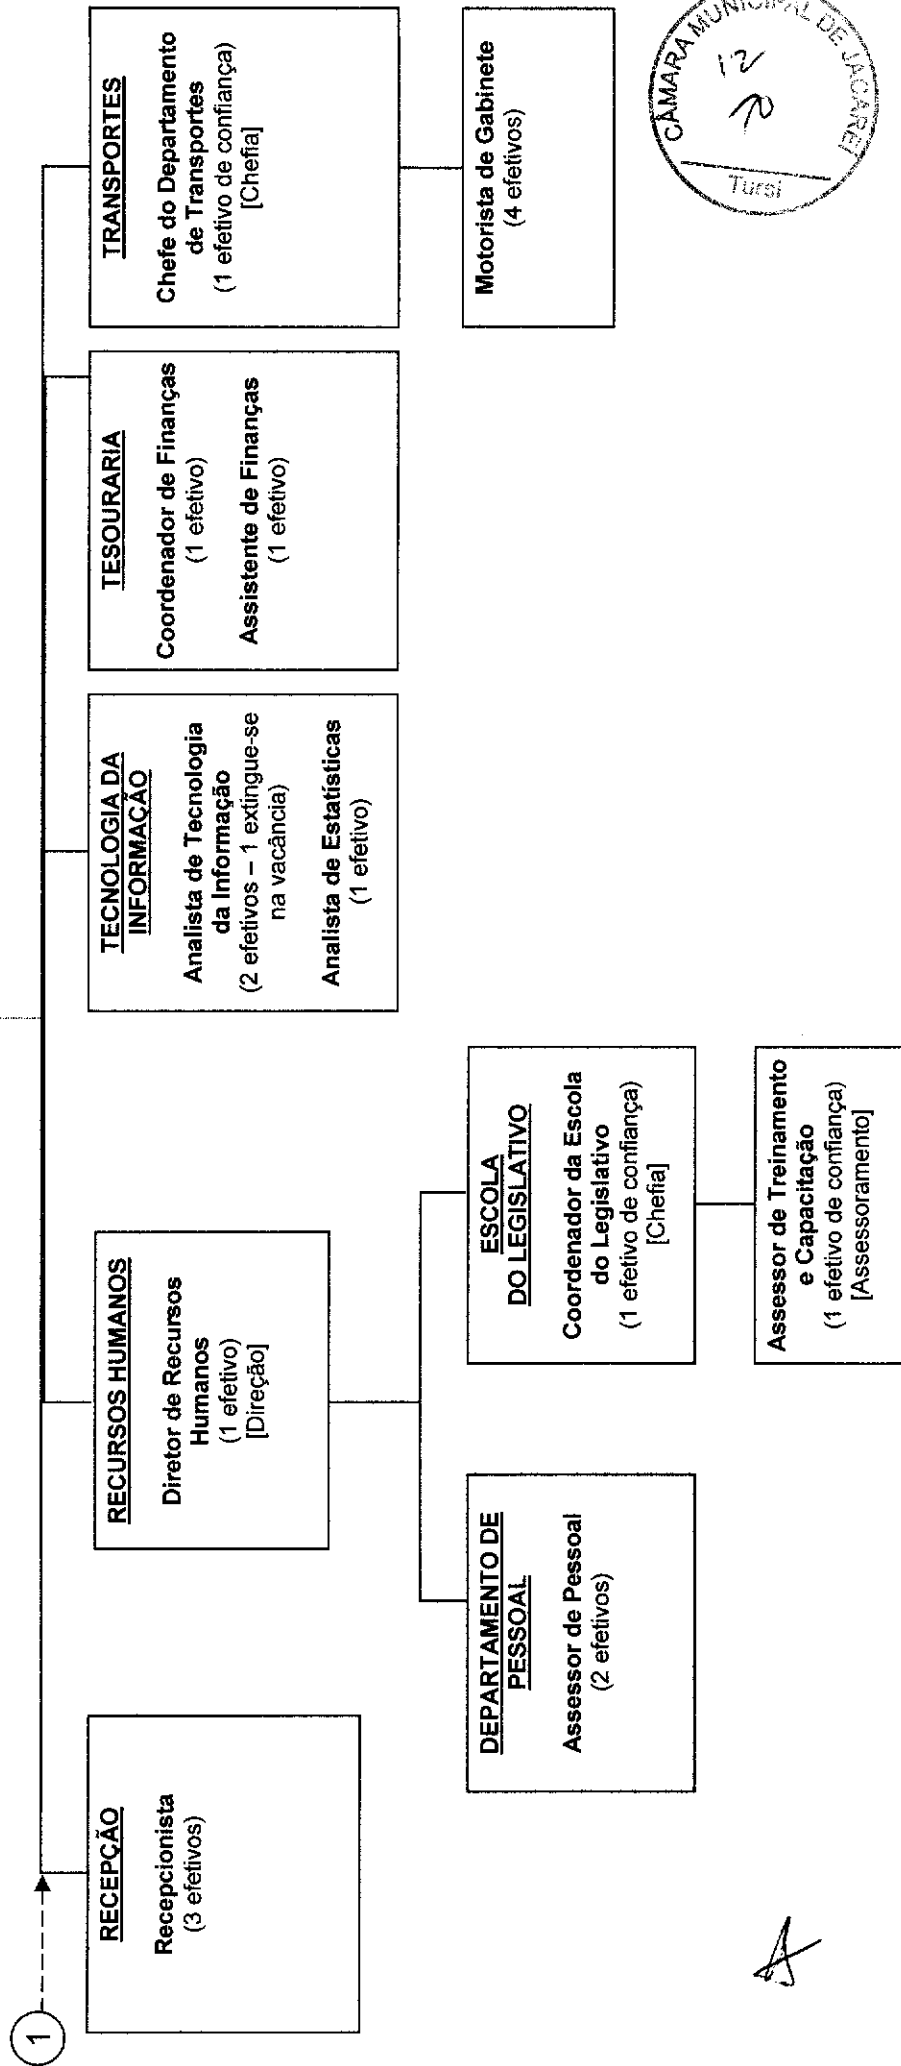 1
RECEPÇÃO
Recepcionista
(3 efetivos)
RECURSOS HUMANOS
Diretor de Recursos
Humanos
(1 efetivo)
[Direção]
DEPARTAMENTO DE
PESSOAL
Assessor de Pessoal
(2 efetivos)
ESCOLA
DO LEGISLATIVO
Coordenador da Escola
do Legislativo
(1 efetivo de confiança)
[Chefia]
Assessor de Treinamento
e Capacitação
(1 efetivo de confiança)
[Assessoramento]
TECNOLOGIA DA
INFORMAÇÃO
Analista de Tecnologia
da Informação
(2 efetivos – 1 extingue-se
na vacância)
Analista de Estatísticas
(1 efetivo)
TESOURARIA
Coordenador de Finanças
(1 efetivo)
Assistente de Finanças
(1 efetivo)
TRANSPORTES
Chefe do Departamento
de Transportes
(1 efetivo de confiança)
[Chefia]
Motorista de Gabinete
(4 efetivos)
CÂMARA MUNICIPAL DE JACAREÍ
12
Tursi